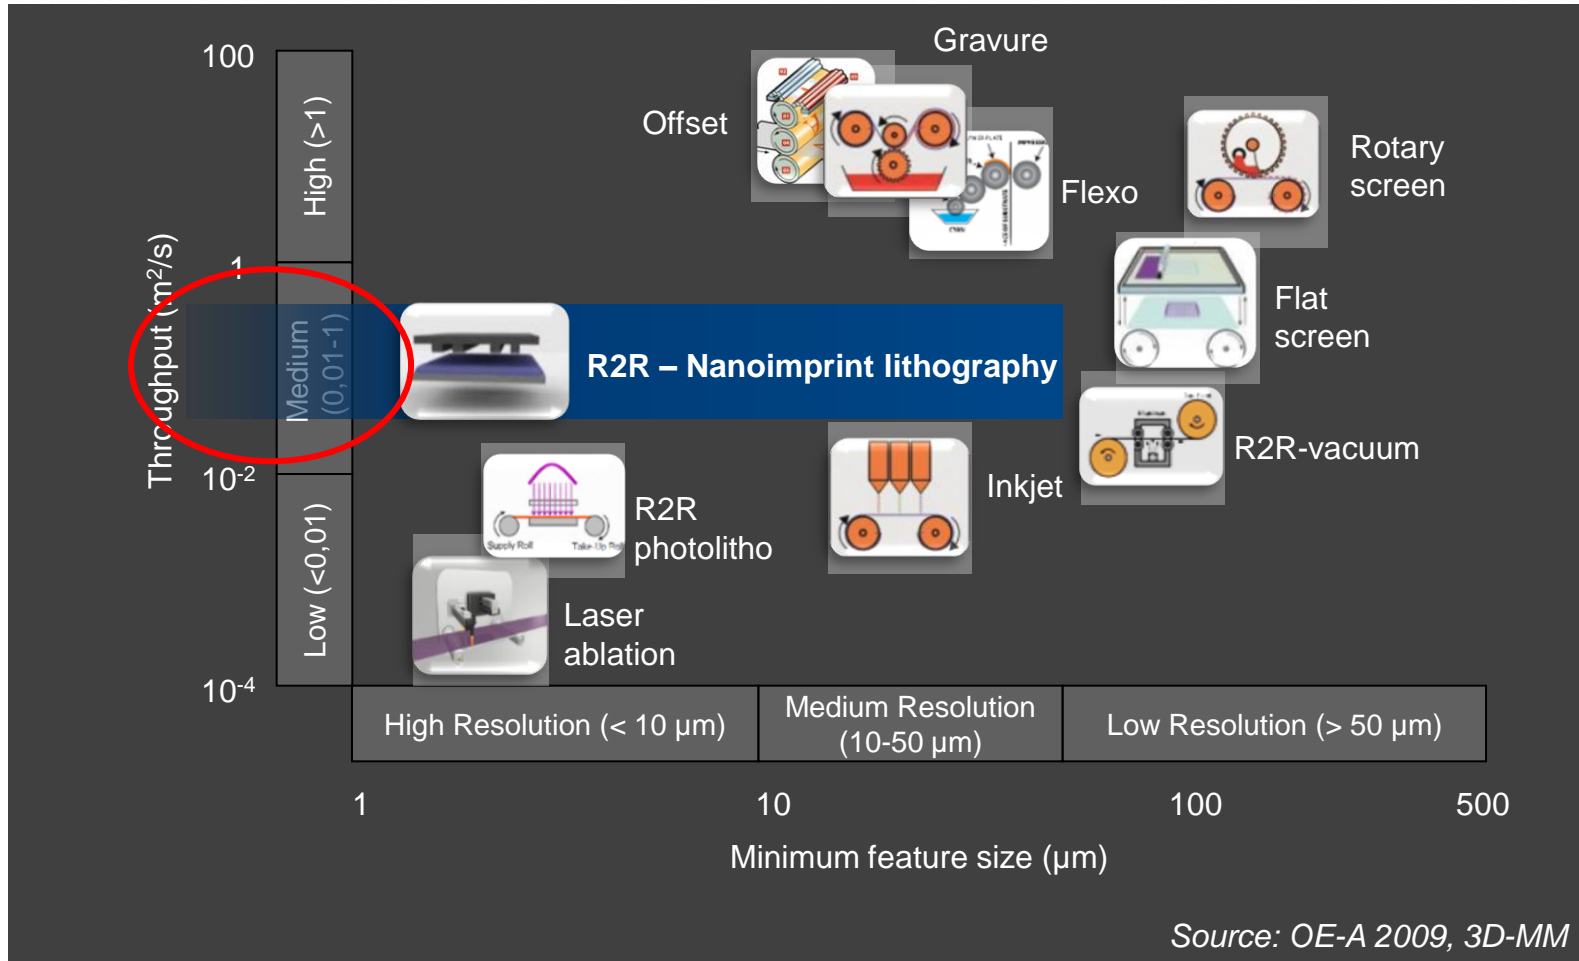 100
Gravure
Offset
Rotary
screen
Flexo
High (>1)
1
Throughput (m²/s)
Flat
screen
Medium
(0,01-1)
R2R – Nanoimprint lithography
R2R-vacuum
Inkjet
10⁻²
R2R
photolitho
Supply Roll
Low (<0,01)
Laser
ablation
10⁻⁴
High Resolution (< 10 µm)
Medium Resolution
(10-50 µm)
Low Resolution (> 50 µm)
1
10
100
500
Minimum feature size (µm)
Source: OE-A 2009, 3D-MM